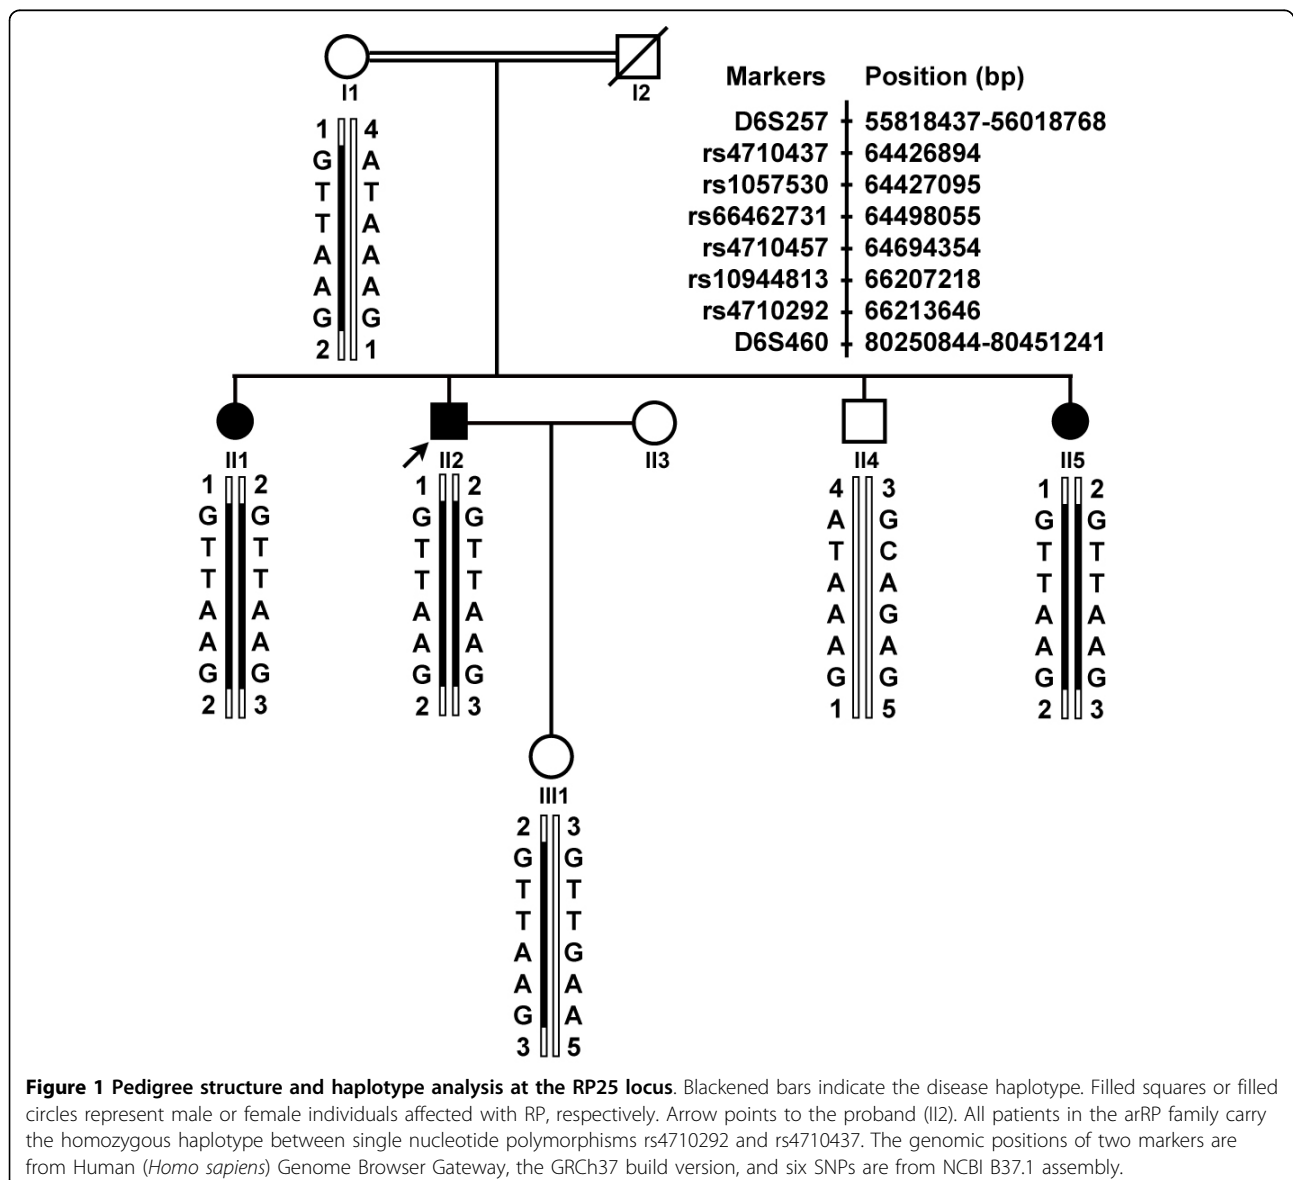 I1
I2
Markers Position (bp)
D6S257 55818437-56018768
rs4710437 64426894
rs1057530 64427095
rs66462731 64498055
rs4710457 64694354
rs10944813 66207218
rs4710292 66213646
D6S460 80250844-80451241
1 4
G A
T T
T A
A A
A A
G G
2 1
II1
II2
II3
II4
II5
1 2
G G
T T
T T
A A
A A
G G
2 3
1 2
G G
T T
T T
A A
A A
G G
2 3
4 3
A G
T C
A A
A G
A A
G G
1 5
1 2
G G
T T
T T
A A
A A
G G
2 3
III1
2 3
G G
T T
T T
A G
A A
G A
3 5
Figure 1 Pedigree structure and haplotype analysis at the RP25 locus. Blackened bars indicate the disease haplotype. Filled squares or filled
circles represent male or female individuals affected with RP, respectively. Arrow points to the proband (II2). All patients in the arRP family carry
the homozygous haplotype between single nucleotide polymorphisms rs4710292 and rs4710437. The genomic positions of two markers are
from Human (Homo sapiens) Genome Browser Gateway, the GRCh37 build version, and six SNPs are from NCBI B37.1 assembly.